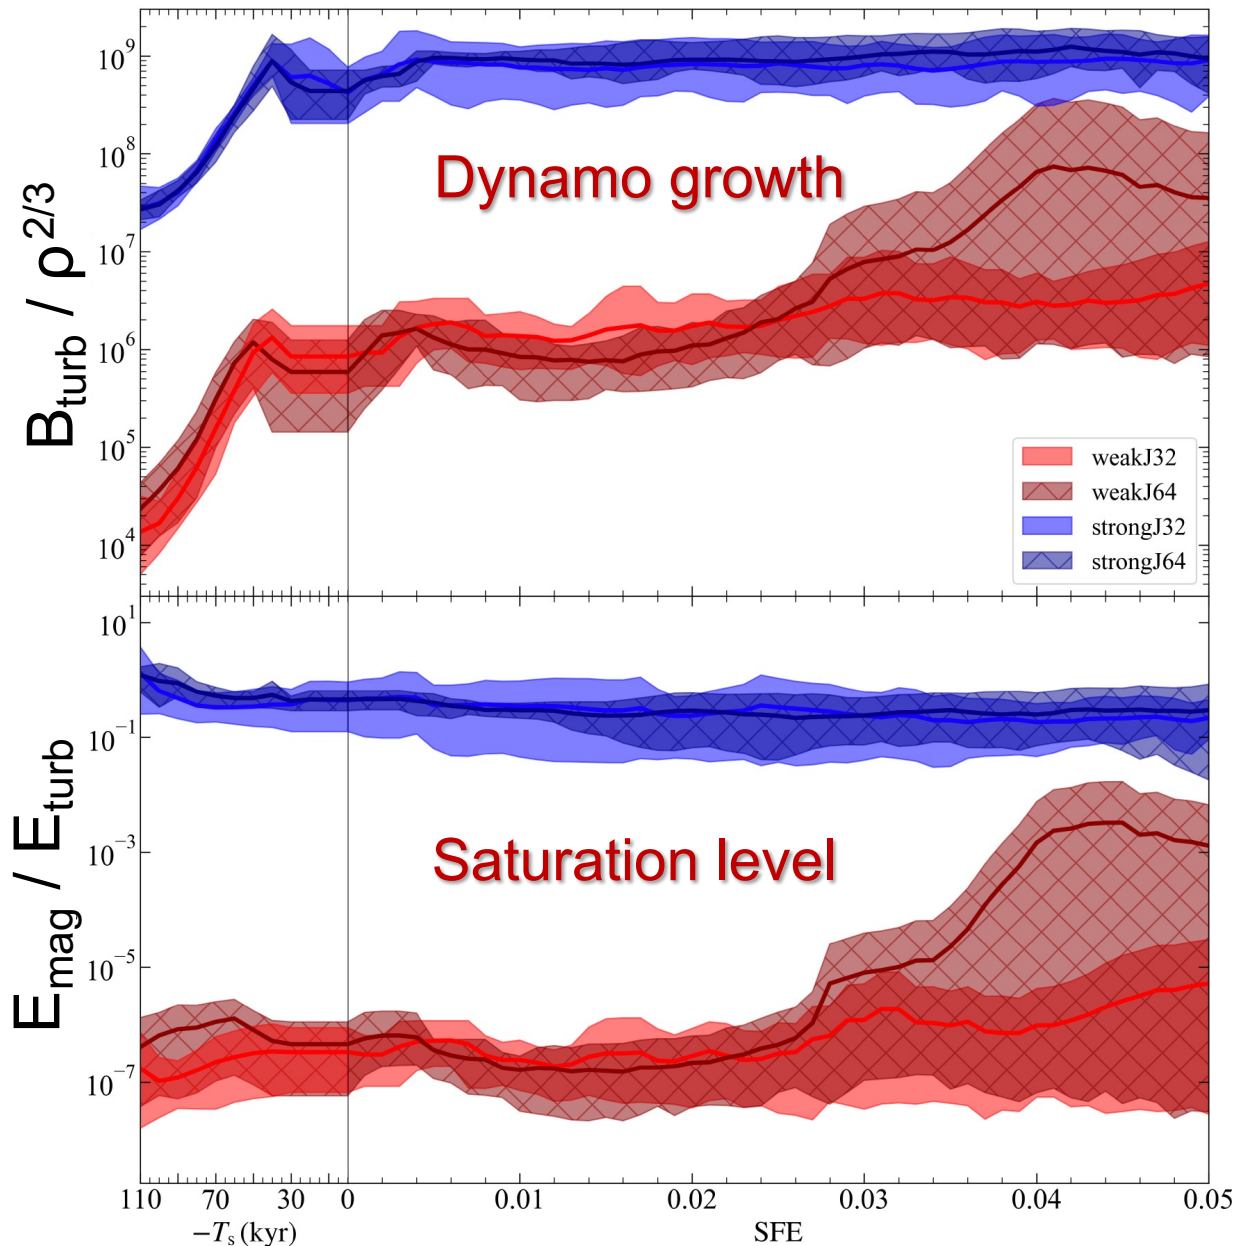 B_turb / ρ^2/3
10^9
10^8
10^7
10^6
10^5
10^4
Dynamo growth
weakJ32
weakJ64
strongJ32
strongJ64
E_mag / E_turb
10^1
10^−1
10^−3
10^−5
10^−7
Saturation level
110 70 30 0 0.01 0.02 0.03 0.04 0.05
−T_s (kyr) SFE